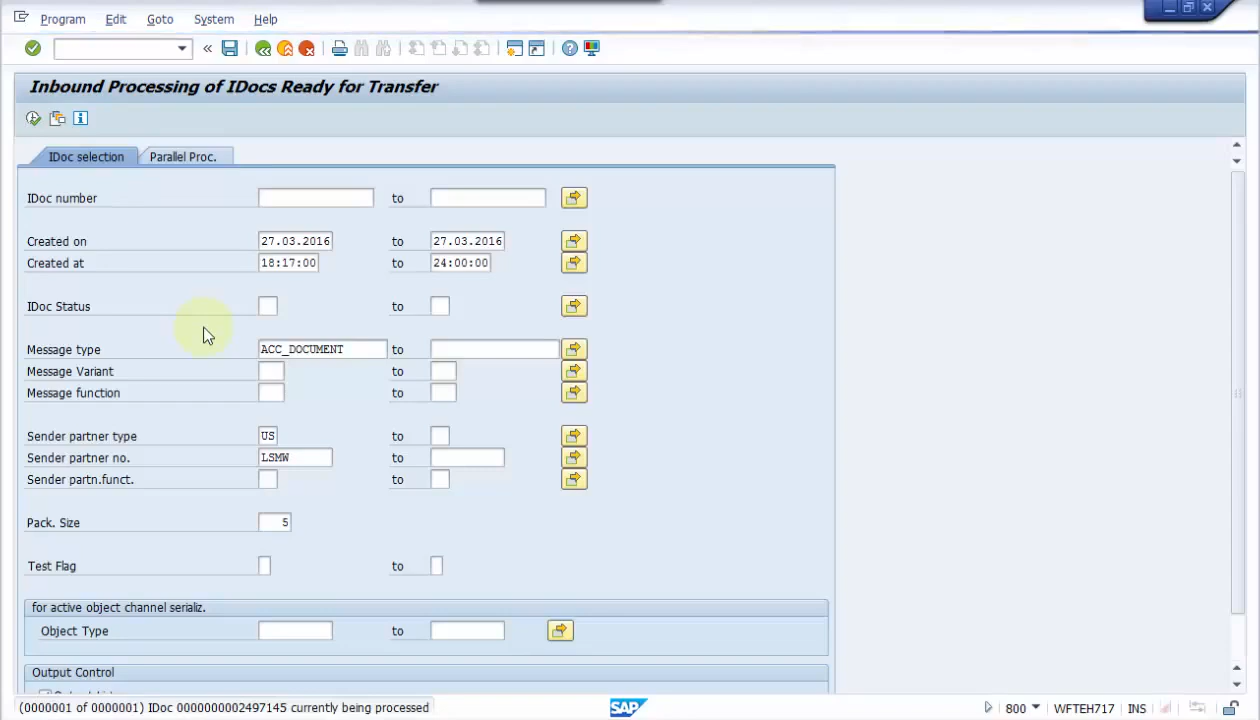 Program Edit Goto System Help
Inbound Processing of IDocs Ready for Transfer
IDoc selection Parallel Proc.
IDoc number to
Created on 27.03.2016 to 27.03.2016
Created at 18:17:00 to 24:00:00
IDoc Status to
Message type ACC_DOCUMENT to
Message Variant to
Message function to
Sender partner type US to
Sender partner no. LSMW to
Sender partn.funct. to
Pack. Size 5
Test Flag to
for active object channel serializ.
Object Type to
Output Control
(0000001 of 0000001) IDoc 0000000002497145 currently being processed SAP 800 WFTEH717 INS